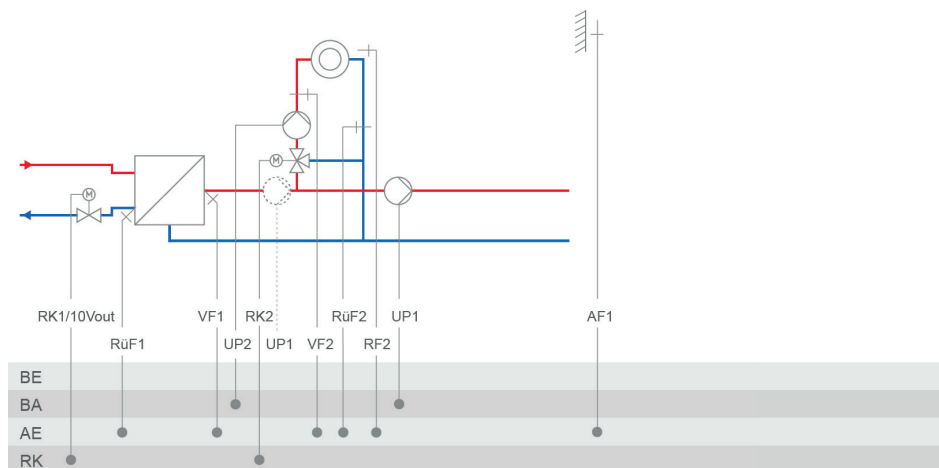 M
M
RK1/10Vout VF1 RK2 RüF2 UP1 AF1
RüF1 UP2 UP1 VF2 RF2
BE
BA
AE
RK